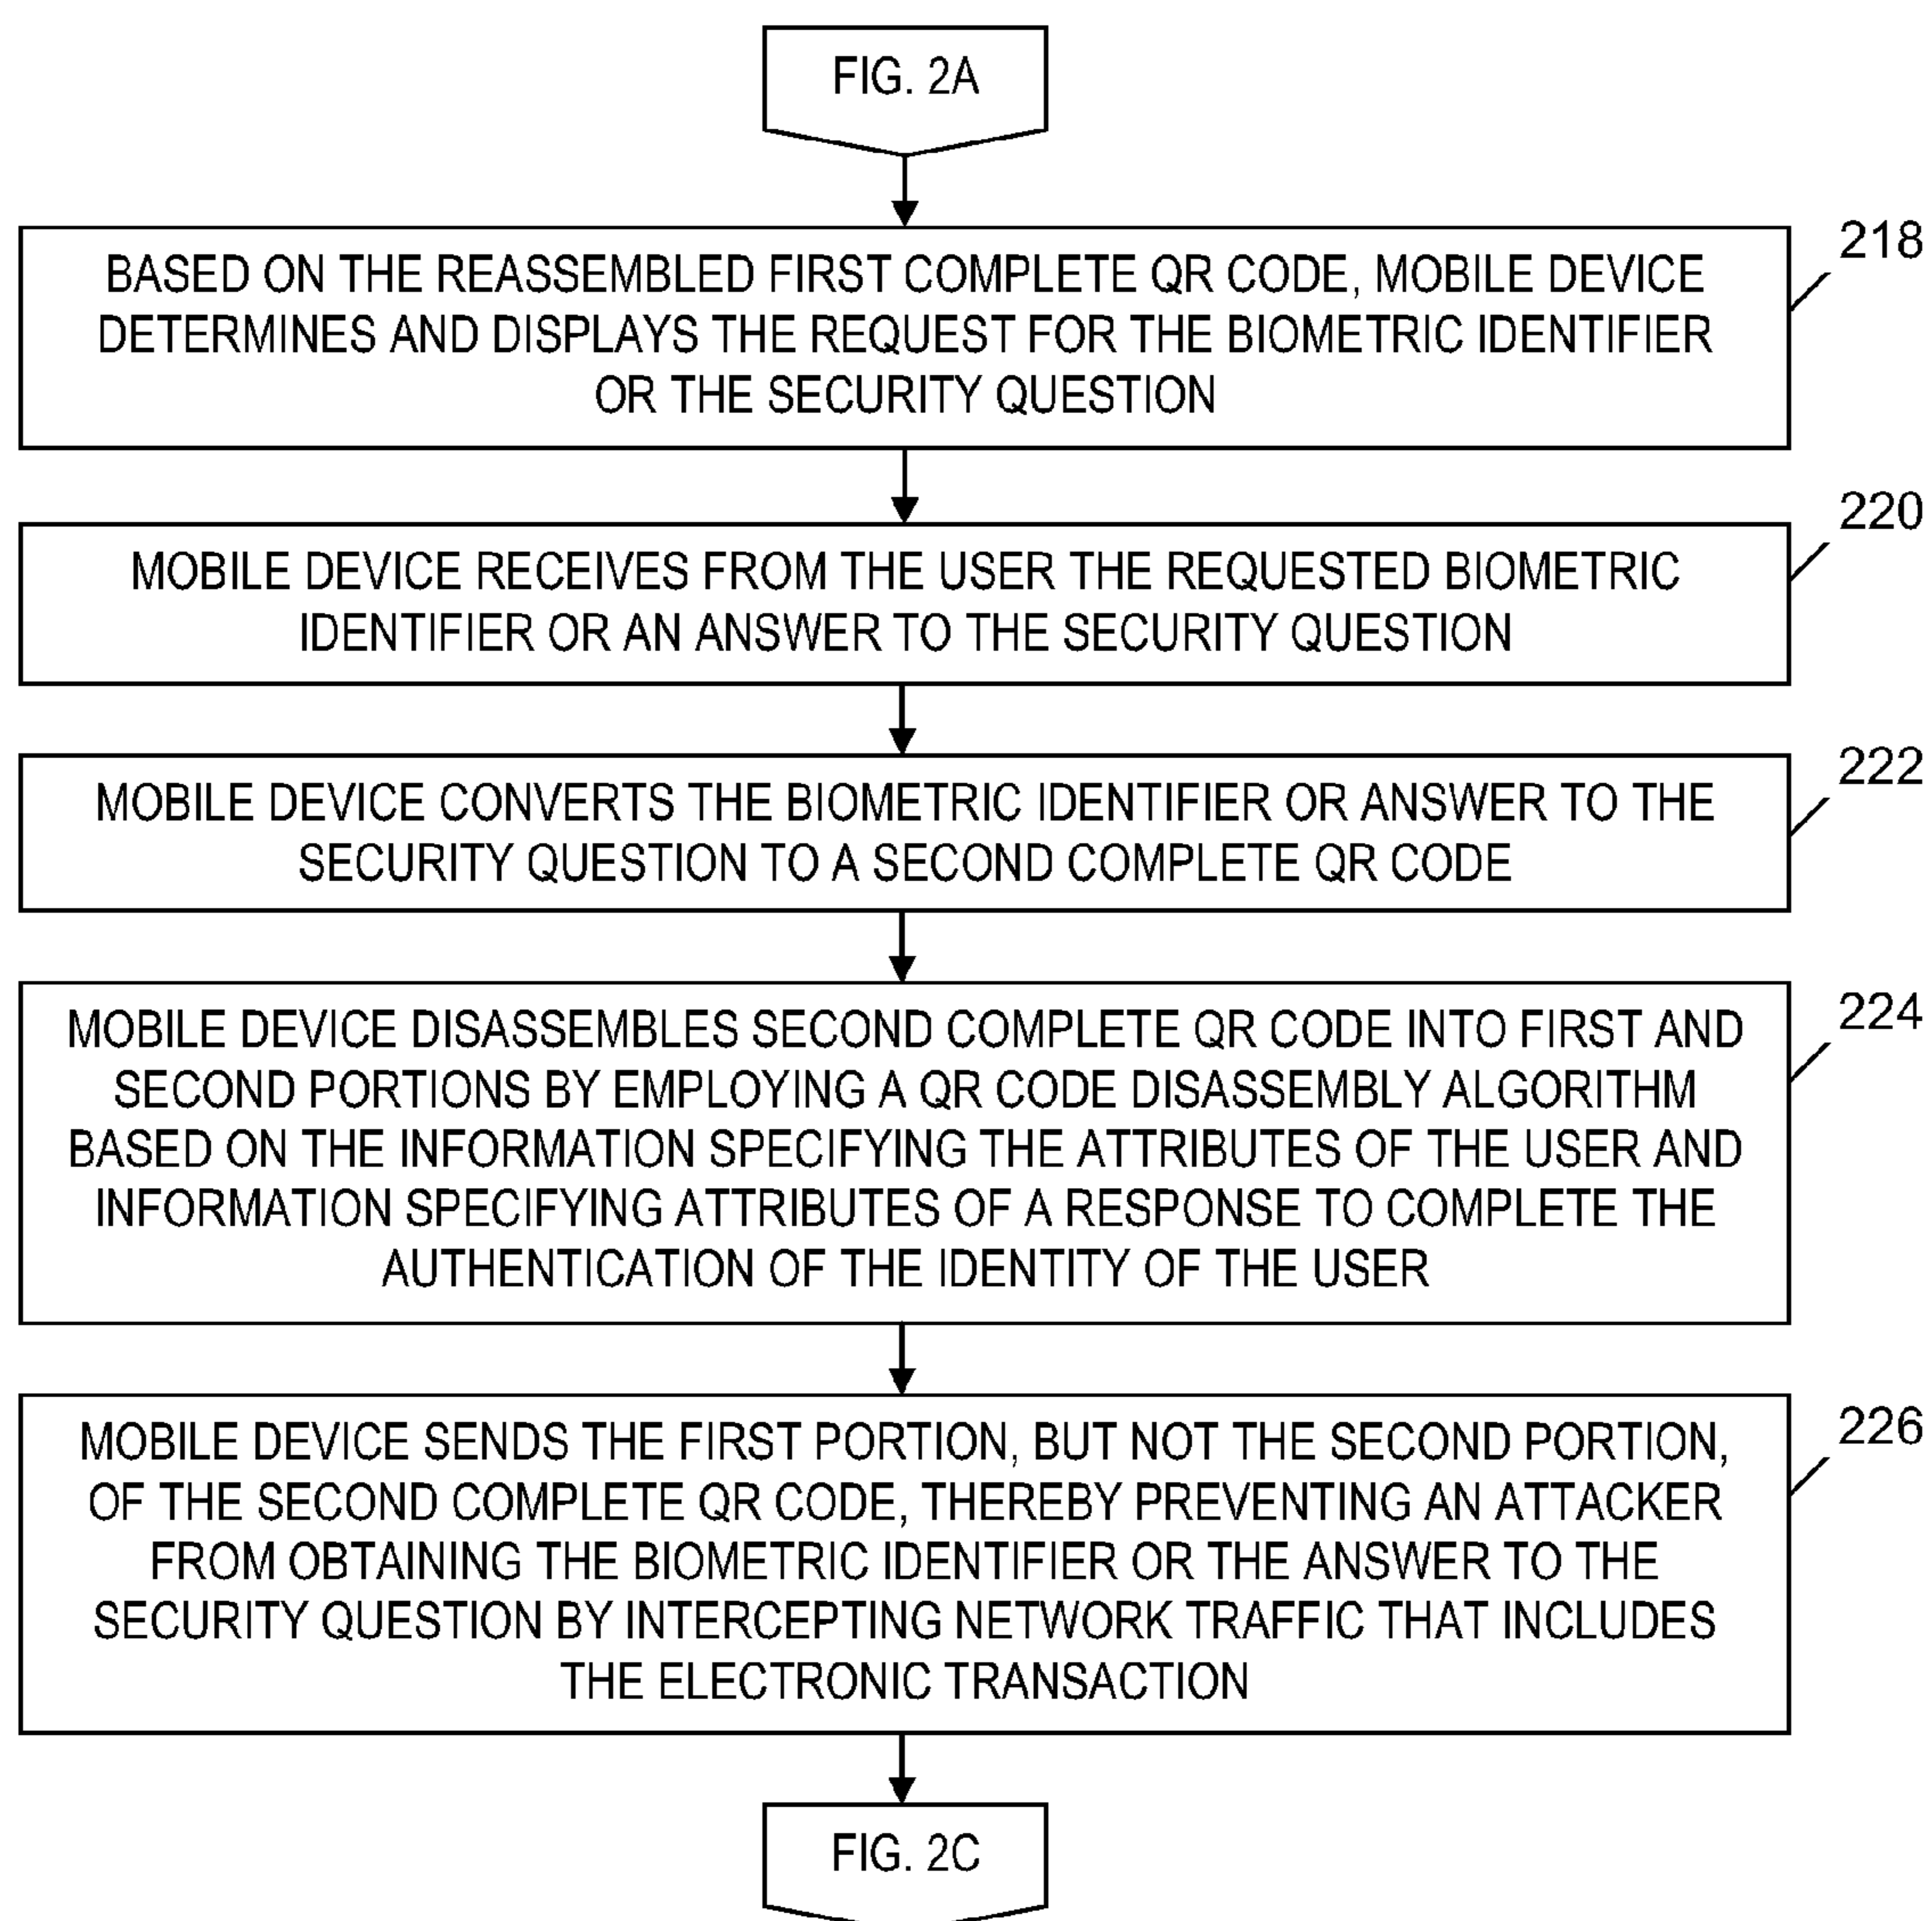 FIG. 2A
218
BASED ON THE REASSEMBLED FIRST COMPLETE QR CODE, MOBILE DEVICE
DETERMINES AND DISPLAYS THE REQUEST FOR THE BIOMETRIC IDENTIFIER
OR THE SECURITY QUESTION
220
MOBILE DEVICE RECEIVES FROM THE USER THE REQUESTED BIOMETRIC
IDENTIFIER OR AN ANSWER TO THE SECURITY QUESTION
222
MOBILE DEVICE CONVERTS THE BIOMETRIC IDENTIFIER OR ANSWER TO THE
SECURITY QUESTION TO A SECOND COMPLETE QR CODE
224
MOBILE DEVICE DISASSEMBLES SECOND COMPLETE QR CODE INTO FIRST AND
SECOND PORTIONS BY EMPLOYING A QR CODE DISASSEMBLY ALGORITHM
BASED ON THE INFORMATION SPECIFYING THE ATTRIBUTES OF THE USER AND
INFORMATION SPECIFYING ATTRIBUTES OF A RESPONSE TO COMPLETE THE
AUTHENTICATION OF THE IDENTITY OF THE USER
226
MOBILE DEVICE SENDS THE FIRST PORTION, BUT NOT THE SECOND PORTION,
OF THE SECOND COMPLETE QR CODE, THEREBY PREVENTING AN ATTACKER
FROM OBTAINING THE BIOMETRIC IDENTIFIER OR THE ANSWER TO THE
SECURITY QUESTION BY INTERCEPTING NETWORK TRAFFIC THAT INCLUDES
THE ELECTRONIC TRANSACTION
FIG. 2C